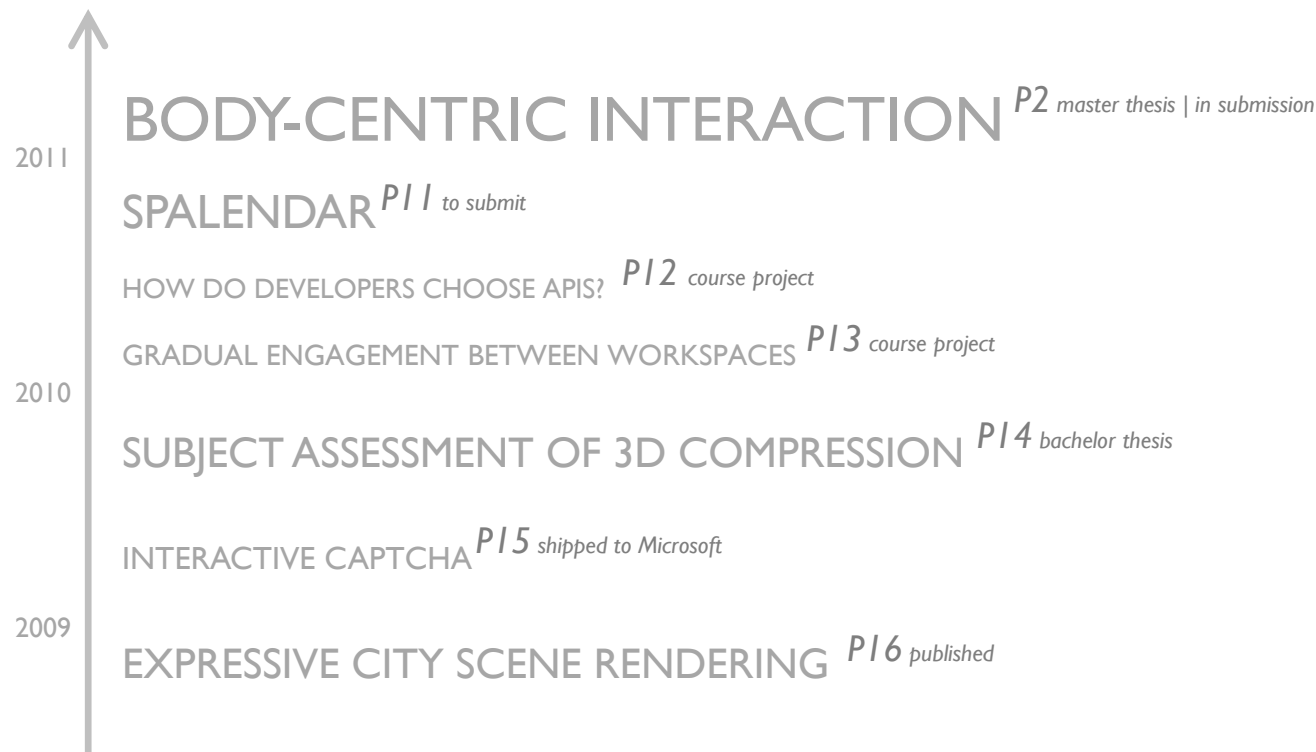 BODY-CENTRIC INTERACTION P2 master thesis | in submission
2011
SPALENDAR P11 to submit
HOW DO DEVELOPERS CHOOSE APIS? P12 course project
GRADUAL ENGAGEMENT BETWEEN WORKSPACES P13 course project
2010
SUBJECT ASSESSMENT OF 3D COMPRESSION P14 bachelor thesis
INTERACTIVE CAPTCHA P15 shipped to Microsoft
2009
EXPRESSIVE CITY SCENE RENDERING P16 published